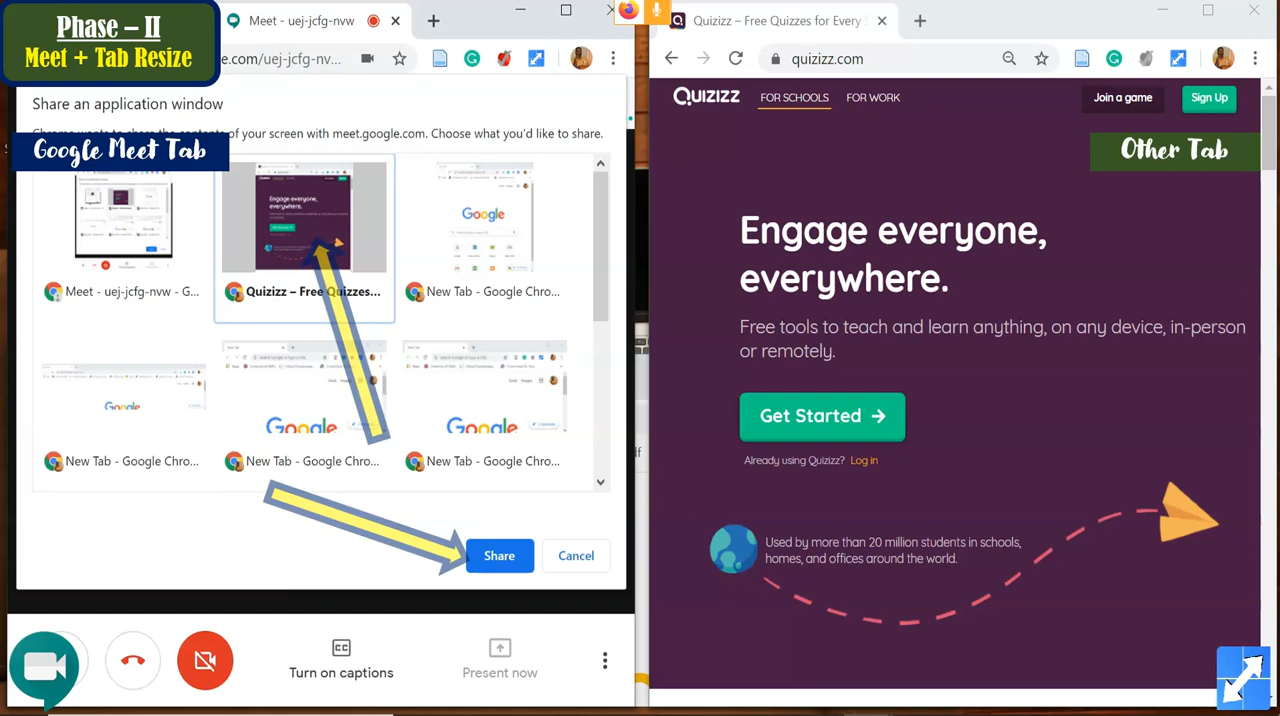 Phase – II
Meet + Tab Resize
Meet - uej-jcfg-nvw
e.com/uej-jcfg-nv...
Share an application window
of your screen with meet.google.com. Choose what you'd like to share.
Google Meet Tab
Meet - uej-jcfg-nvw - G...
Quizizz – Free Quizzes...
New Tab - Google Chro...
Google
Engage everyone,
everywhere.
Google
Google
Google
New Tab - Google Chro...
New Tab - Google Chro...
New Tab - Google Chro...
Share
Cancel
CC
Turn on captions
Present now
Quizizz – Free Quizzes for Every S
quizizz.com
QUIZIZZ
FOR SCHOOLS
FOR WORK
Join a game
Sign Up
Other Tab
Engage everyone,
everywhere.
Free tools to teach and learn anything, on any device, in-person
or remotely.
Get Started →
Already using Quizizz? Log in
Used by more than 20 million students in schools,
homes, and offices around the world.